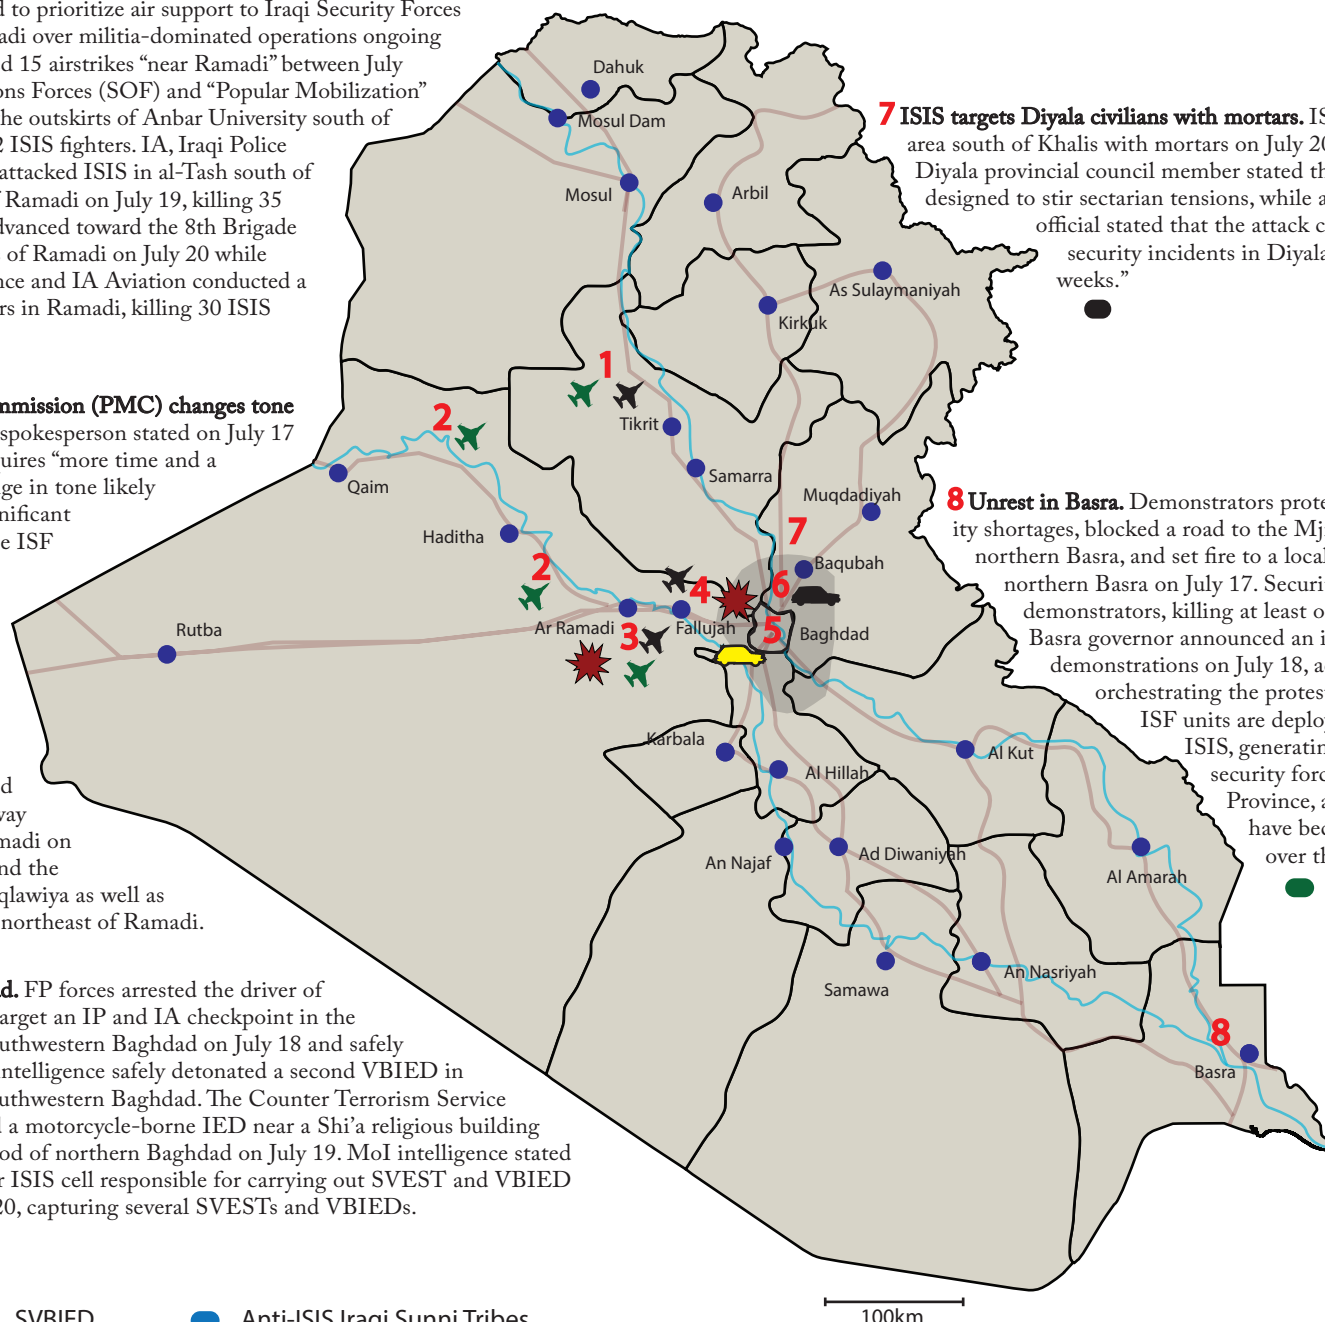 d to prioritize air support to Iraqi Security Forces
adi over militia-dominated operations ongoing
d 15 airstrikes “near Ramadi” between July
ons Forces (SOF) and “Popular Mobilization”
he outskirts of Anbar University south of
2 ISIS fighters. IA, Iraqi Police
attacked ISIS in al-Tash south of
f Ramadi on July 19, killing 35
dvanced toward the 8th Brigade
of Ramadi on July 20 while
nce and IA Aviation conducted a
rs in Ramadi, killing 30 ISIS
mmission (PMC) changes tone
spokesperson stated on July 17
quires “more time and a
ge in tone likely
nificant
e ISF
d
way
madi on
nd the
qlawiya as well as
northeast of Ramadi.
ad. FP forces arrested the driver of
arget an IP and IA checkpoint in the
uthwestern Baghdad on July 18 and safely
intelligence safely detonated a second VBIED in
uthwestern Baghdad. The Counter Terrorism Service
d a motorcycle-borne IED near a Shi’a religious building
ood of northern Baghdad on July 19. MoI intelligence stated
r ISIS cell responsible for carrying out SVEST and VBIED
20, capturing several SVESTs and VBIEDs.
SVBIED
Anti-ISIS Iraqi Sunni Tribes
7 ISIS targets Diyala civilians with mortars. IS
area south of Khalis with mortars on July 20
Diyala provincial council member stated th
designed to stir sectarian tensions, while a
official stated that the attack c
security incidents in Diyala
weeks.”
8 Unrest in Basra. Demonstrators prote
ity shortages, blocked a road to the Mj
northern Basra, and set fire to a local
northern Basra on July 17. Securi
demonstrators, killing at least o
Basra governor announced an i
demonstrations on July 18, a
orchestrating the protes
ISF units are deploy
ISIS, generatin
security forc
Province, a
have bec
over th
Dahuk
Mosul Dam
Mosul
Arbil
As Sulaymaniyah
Kirkuk
1
Tikrit
2
Qaim
Samarra
Muqdadiyah
Haditha
7
Baqubah
2
6
4
Rutba
Ar Ramadi
3
Fallujah
5
Baghdad
Karbala
Al Hillah
Al Kut
An Najaf
Ad Diwaniyah
Al Amarah
Samawa
An Nasriyah
8
Basra
100km